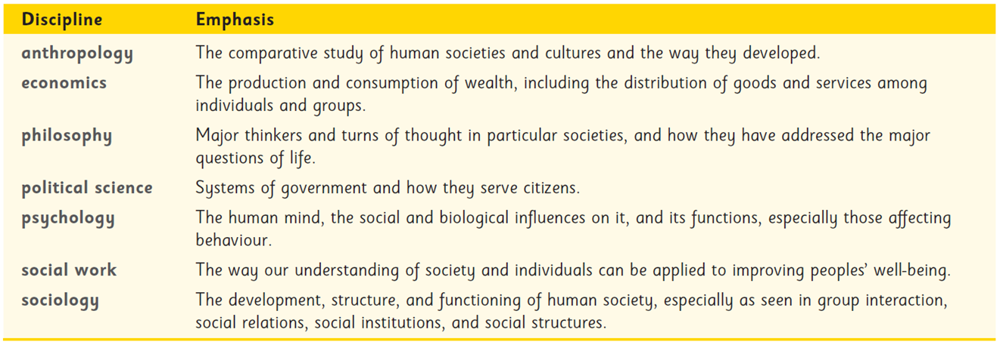 Discipline Emphasis
anthropology The comparative study of human societies and cultures and the way they developed.
economics The production and consumption of wealth, including the distribution of goods and services among
individuals and groups.
philosophy Major thinkers and turns of thought in particular societies, and how they have addressed the major
questions of life.
political science Systems of government and how they serve citizens.
psychology The human mind, the social and biological influences on it, and its functions, especially those affecting
behaviour.
social work The way our understanding of society and individuals can be applied to improving peoples’ well-being.
sociology The development, structure, and functioning of human society, especially as seen in group interaction,
social relations, social institutions, and social structures.